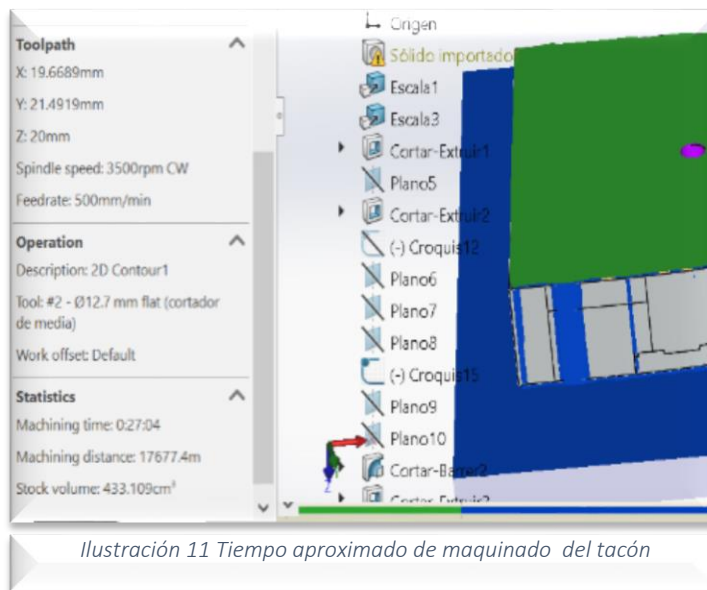 Toolpath
X: 19.6689mm
Y: 21.4919mm
Z: 20mm
Spindle speed: 3500rpm CW
Feedrate: 500mm/min
Operation
Description: 2D Contour1
Tool: #2 - Ø12.7 mm flat (cortador
de media)
Work offset: Default
Statistics
Machining time: 0:27:04
Machining distance: 17677.4m
Stock volume: 433.109cm³
Origen
Sólido importado
Escala1
Escala3
Cortar-Extruir1
Plano5
Cortar-Extruir2
(-) Croquis12
Plano6
Plano7
Plano8
(-) Croquis15
Plano9
Plano10
Cortar-Barrer2
Z
Ilustración 11 Tiempo aproximado de maquinado del tacón